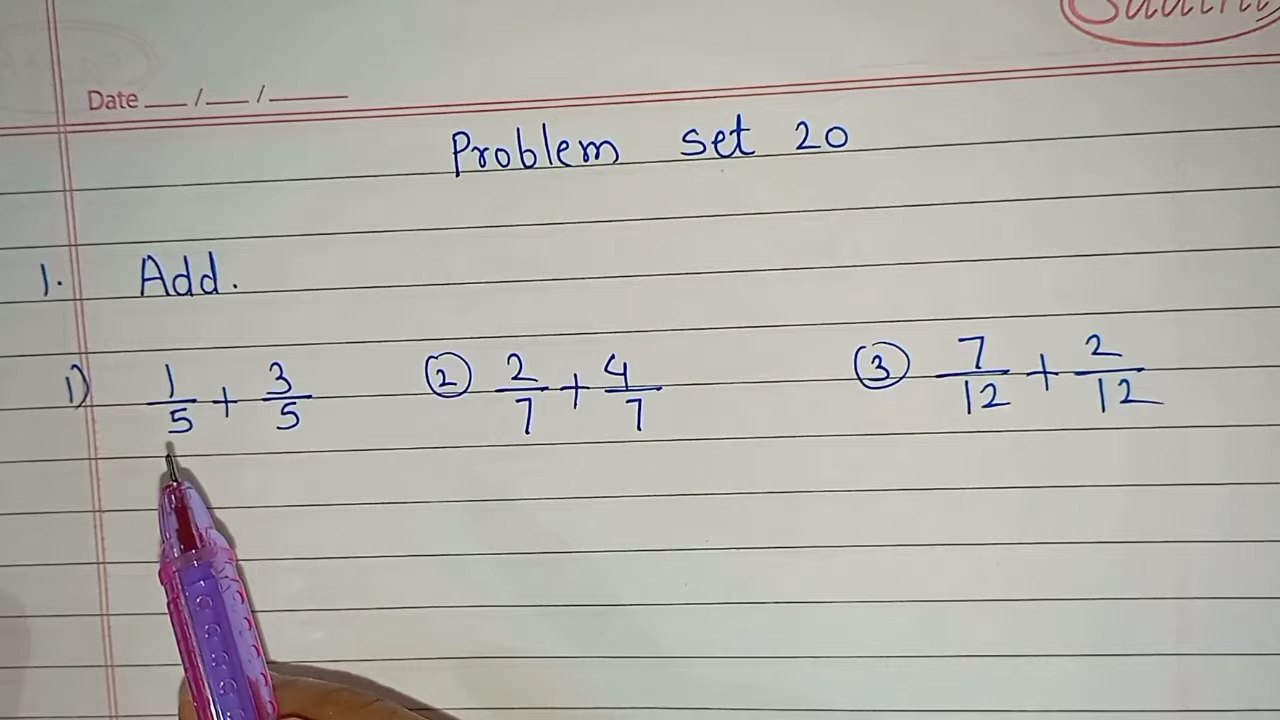 Date ___ / ___ / ______
Problem set 20
1. Add.
1) 1/5 + 3/5 ② 2/7 + 4/7 ③ 7/12 + 2/12